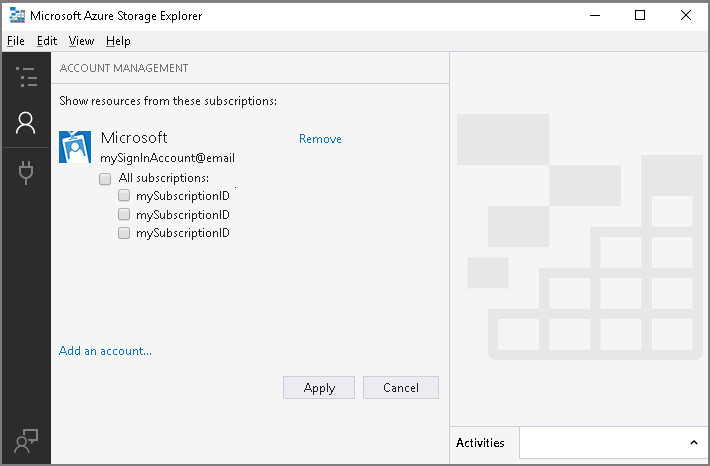 Microsoft Azure Storage Explorer
File Edit View Help
ACCOUNT MANAGEMENT
Show resources from these subscriptions:
Microsoft Remove
mySignInAccount@email
All subscriptions:
mySubscriptionID
mySubscriptionID
mySubscriptionID
Add an account...
Apply Cancel
Activities